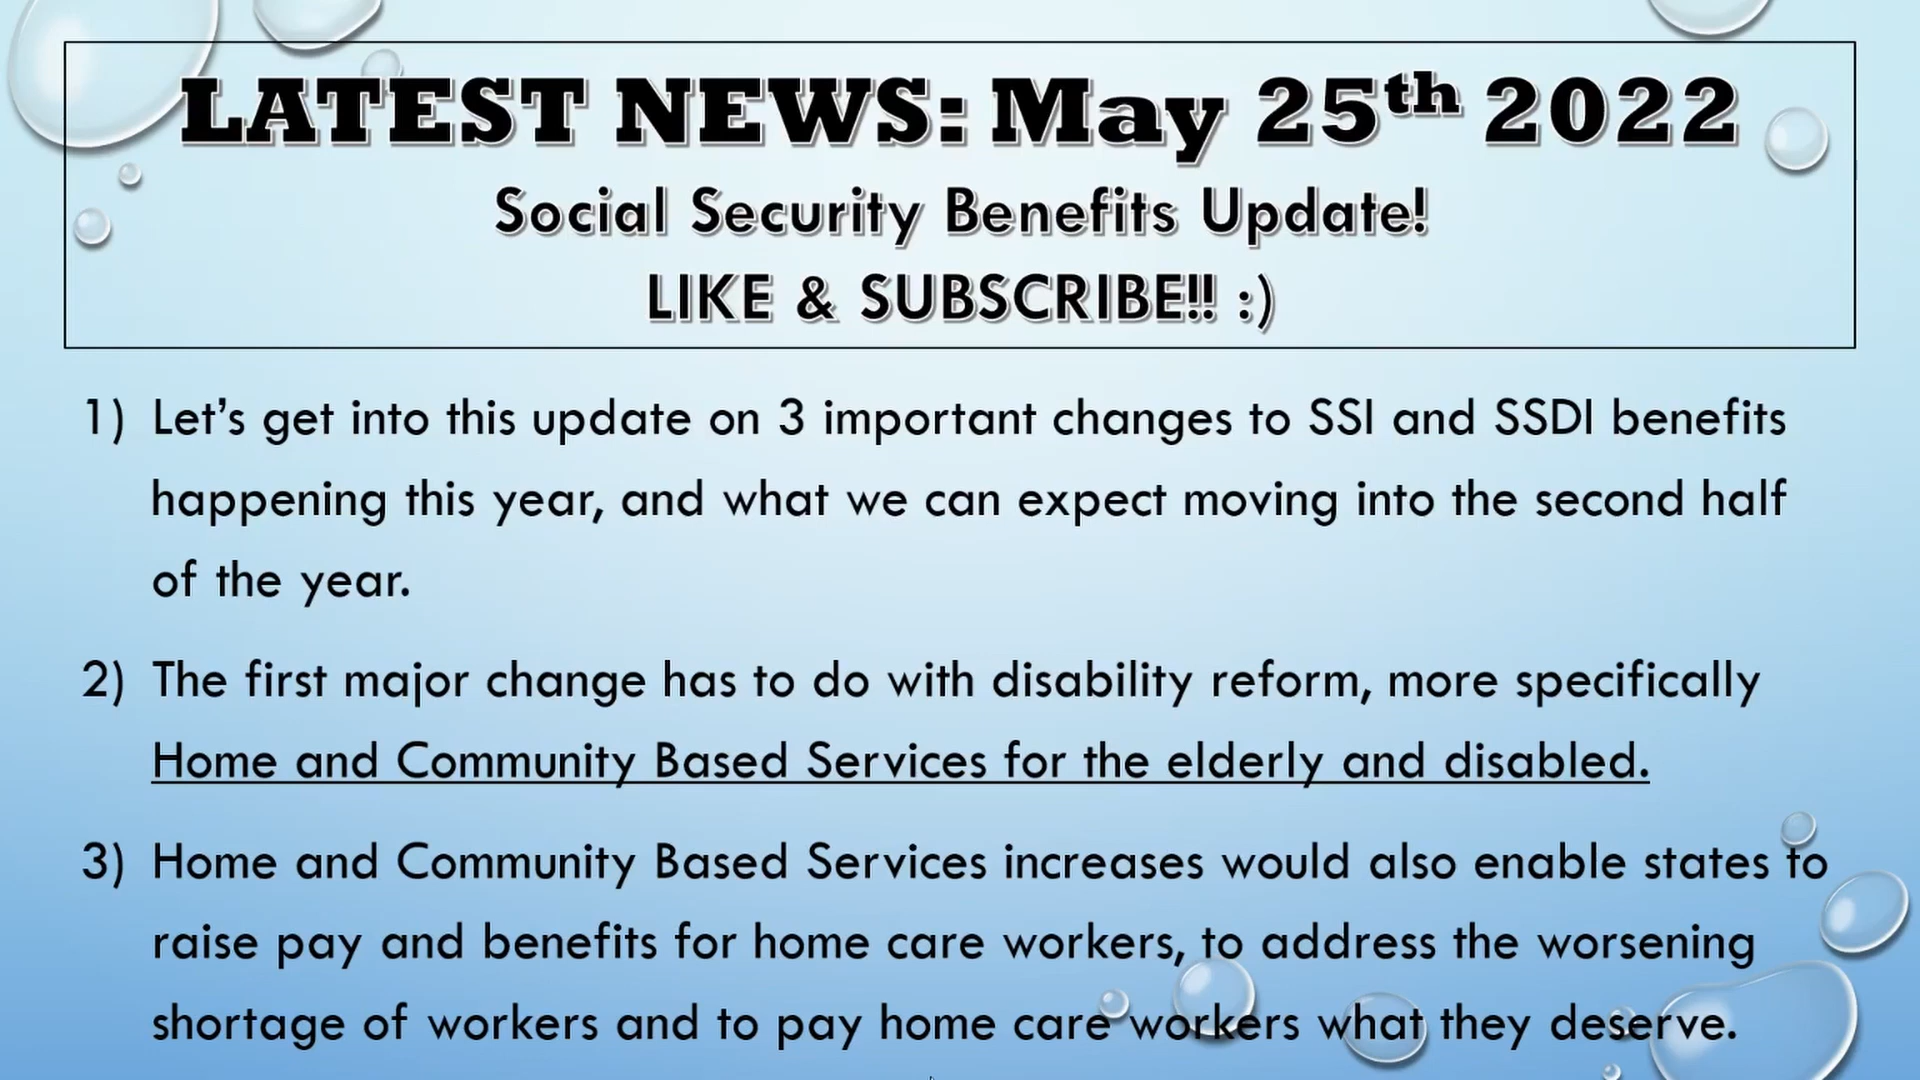 LATEST NEWS: May 25th 2022
Social Security Benefits Update!
LIKE & SUBSCRIBE!! :)
1) Let's get into this update on 3 important changes to SSI and SSDI benefits
happening this year, and what we can expect moving into the second half
of the year.
2) The first major change has to do with disability reform, more specifically
Home and Community Based Services for the elderly and disabled.
3) Home and Community Based Services increases would also enable states to
raise pay and benefits for home care workers, to address the worsening
shortage of workers and to pay home care workers what they deserve.